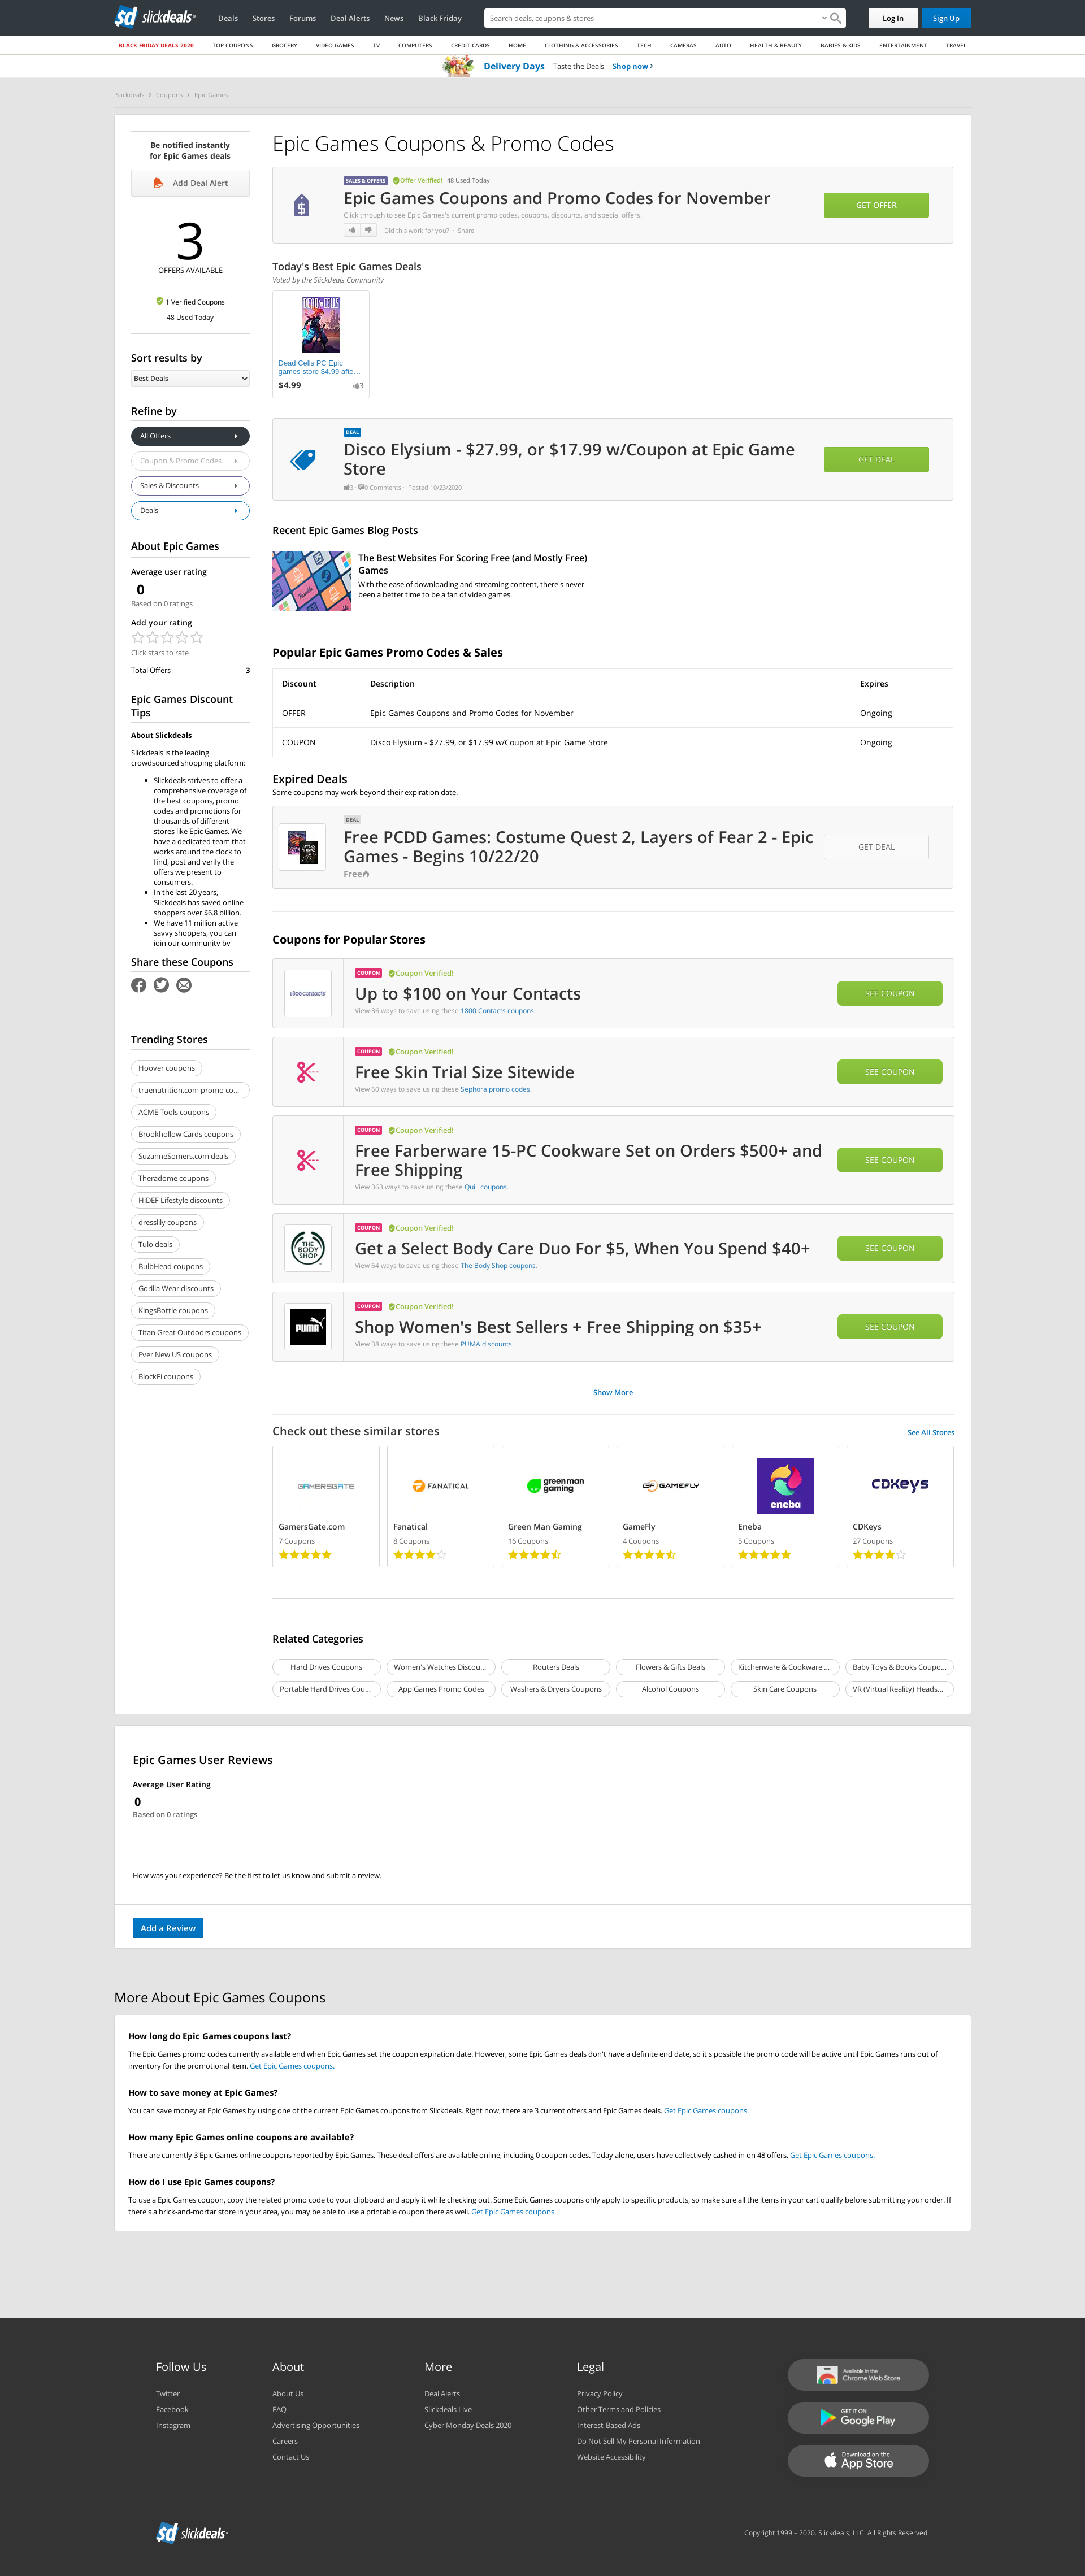 slickdeals
Deals Stores Forums Deal Alerts News Black Friday
Search deals, coupons & stores
Log In
Sign Up
BLACK FRIDAY DEALS 2020 TOP COUPONS GROCERY VIDEO GAMES TV COMPUTERS CREDIT CARDS HOME CLOTHING & ACCESSORIES TECH CAMERAS AUTO HEALTH & BEAUTY BABIES & KIDS ENTERTAINMENT TRAVEL
Delivery Days Taste the Deals Shop now ›
Slickdeals › Coupons › Epic Games
Be notified instantly
for Epic Games deals
Add Deal Alert
3
OFFERS AVAILABLE
1 Verified Coupons
48 Used Today
Sort results by
Best Deals
Refine by
All Offers
Coupon & Promo Codes
Sales & Discounts
Deals
About Epic Games
Average user rating
0
Based on 0 ratings
Add your rating
Click stars to rate
Total Offers 3
Epic Games Discount
Tips
About Slickdeals
Slickdeals is the leading
crowdsourced shopping platform:
• Slickdeals strives to offer a
comprehensive coverage of
the best coupons, promo
codes and promotions for
thousands of different
stores like Epic Games. We
have a dedicated team that
works around the clock to
find, post and verify the
offers we present to
consumers.
• In the last 20 years,
Slickdeals has saved online
shoppers over $6.8 billion.
• We have 11 million active
savvy shoppers, you can
join our community by
Share these Coupons
Trending Stores
Hoover coupons
truenutrition.com promo co...
ACME Tools coupons
Brookhollow Cards coupons
SuzanneSomers.com deals
Theradome coupons
HiDEF Lifestyle discounts
dresslily coupons
Tulo deals
BulbHead coupons
Gorilla Wear discounts
KingsBottle coupons
Titan Great Outdoors coupons
Ever New US coupons
BlockFi coupons
Epic Games Coupons & Promo Codes
SALES & OFFERS Offer Verified! 48 Used Today
Epic Games Coupons and Promo Codes for November
Click through to see Epic Games's current promo codes, coupons, discounts, and special offers.
Did this work for you? · Share
GET OFFER
Today's Best Epic Games Deals
Voted by the Slickdeals Community
DEAD CELLS
Dead Cells PC Epic
games store $4.99 afte...
$4.99 3
DEAL
Disco Elysium - $27.99, or $17.99 w/Coupon at Epic Game
Store
3 · 0 Comments · Posted 10/23/2020
GET DEAL
Recent Epic Games Blog Posts
The Best Websites For Scoring Free (and Mostly Free)
Games
With the ease of downloading and streaming content, there's never
been a better time to be a fan of video games.
Popular Epic Games Promo Codes & Sales
Discount Description Expires
OFFER Epic Games Coupons and Promo Codes for November Ongoing
COUPON Disco Elysium - $27.99, or $17.99 w/Coupon at Epic Game Store Ongoing
Expired Deals
Some coupons may work beyond their expiration date.
DEAL
Free PCDD Games: Costume Quest 2, Layers of Fear 2 - Epic
Games - Begins 10/22/20
Free
GET DEAL
Coupons for Popular Stores
1 800 contacts
COUPON Coupon Verified!
Up to $100 on Your Contacts
View 36 ways to save using these 1800 Contacts coupons.
SEE COUPON
COUPON Coupon Verified!
Free Skin Trial Size Sitewide
View 60 ways to save using these Sephora promo codes.
SEE COUPON
COUPON Coupon Verified!
Free Farberware 15-PC Cookware Set on Orders $500+ and
Free Shipping
View 363 ways to save using these Quill coupons.
SEE COUPON
THE BODY SHOP
COUPON Coupon Verified!
Get a Select Body Care Duo For $5, When You Spend $40+
View 64 ways to save using these The Body Shop coupons.
SEE COUPON
PUMA
COUPON Coupon Verified!
Shop Women's Best Sellers + Free Shipping on $35+
View 38 ways to save using these PUMA discounts.
SEE COUPON
Show More
Check out these similar stores
See All Stores
GAMERSGATE FANATICAL green man gaming GAMEFLY eneba CDKeys
GamersGate.com Fanatical Green Man Gaming GameFly Eneba CDKeys
7 Coupons 8 Coupons 16 Coupons 4 Coupons 5 Coupons 27 Coupons
Related Categories
Hard Drives Coupons Women's Watches Discou... Routers Deals Flowers & Gifts Deals Kitchenware & Cookware ... Baby Toys & Books Coupo...
Portable Hard Drives Cou... App Games Promo Codes Washers & Dryers Coupons Alcohol Coupons Skin Care Coupons VR (Virtual Reality) Heads...
Epic Games User Reviews
Average User Rating
0
Based on 0 ratings
How was your experience? Be the first to let us know and submit a review.
Add a Review
More About Epic Games Coupons
How long do Epic Games coupons last?
The Epic Games promo codes currently available end when Epic Games set the coupon expiration date. However, some Epic Games deals don't have a definite end date, so it's possible the promo code will be active until Epic Games runs out of
inventory for the promotional item. Get Epic Games coupons.
How to save money at Epic Games?
You can save money at Epic Games by using one of the current Epic Games coupons from Slickdeals. Right now, there are 3 current offers and Epic Games deals. Get Epic Games coupons.
How many Epic Games online coupons are available?
There are currently 3 Epic Games online coupons reported by Epic Games. These deal offers are available online, including 0 coupon codes. Today alone, users have collectively cashed in on 48 offers. Get Epic Games coupons.
How do I use Epic Games coupons?
To use a Epic Games coupon, copy the related promo code to your clipboard and apply it while checking out. Some Epic Games coupons only apply to specific products, so make sure all the items in your cart qualify before submitting your order. If
there's a brick-and-mortar store in your area, you may be able to use a printable coupon there as well. Get Epic Games coupons.
Follow Us
Twitter
Facebook
Instagram
About
About Us
FAQ
Advertising Opportunities
Careers
Contact Us
More
Deal Alerts
Slickdeals Live
Cyber Monday Deals 2020
Legal
Privacy Policy
Other Terms and Policies
Interest-Based Ads
Do Not Sell My Personal Information
Website Accessibility
Available in the
Chrome Web Store
GET IT ON
Google Play
Download on the
App Store
slickdeals
Copyright 1999 – 2020. Slickdeals, LLC. All Rights Reserved.